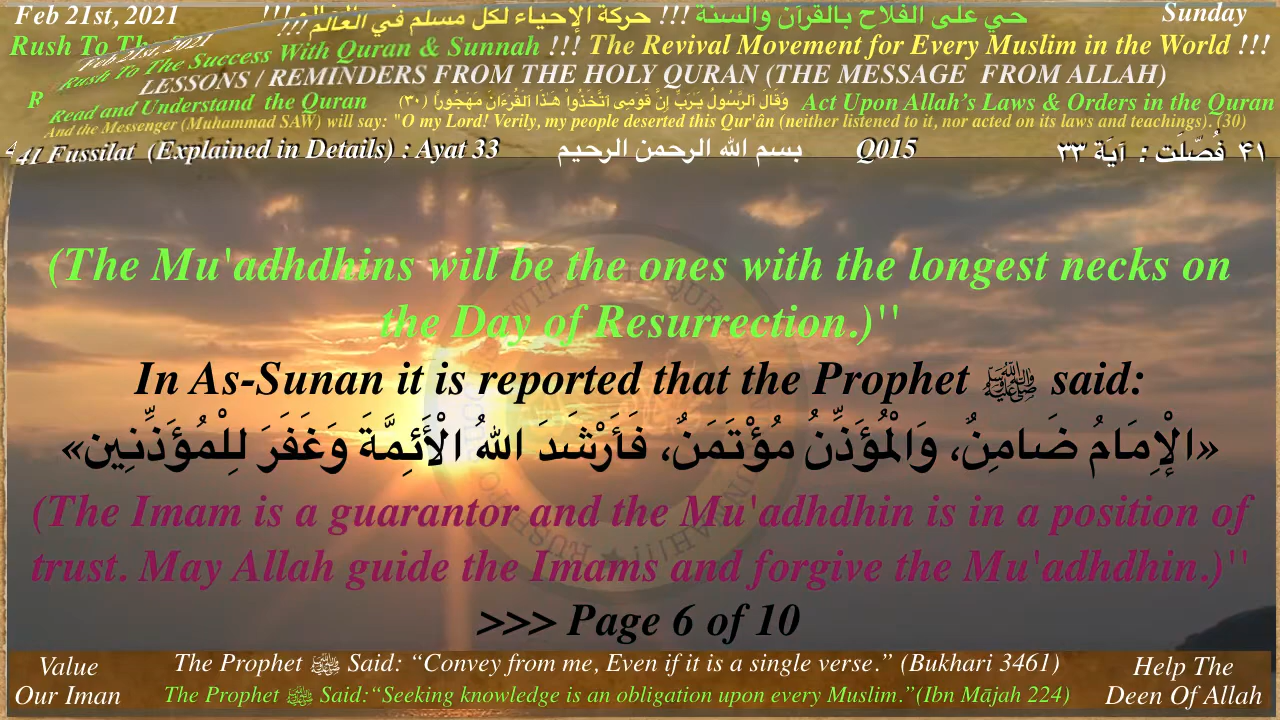 Feb 21st, 2021
حي على الفلاح بالقرآن والسنة !!! حركة الإحياء لكل مسلم في العالم !!!
Sunday
Rush To The Success With Quran & Sunnah !!! The Revival Movement for Every Muslim in the World !!!
LESSONS / REMINDERS FROM THE HOLY QURAN (THE MESSAGE FROM ALLAH)
Read and Understand the Quran
وَقَالَ ٱلرَّسُولُ يَـٰرَبِّ إِنَّ قَوْمِى ٱتَّخَذُوا۟ هَـٰذَا ٱلْقُرْءَانَ مَهْجُورًا (٣٠)
Act Upon Allah’s Laws & Orders in the Quran
And the Messenger (Muhammad SAW) will say: "O my Lord! Verily, my people deserted this Qur'ân (neither listened to it, nor acted on its laws and teachings). (30)
41 Fussilat (Explained in Details) : Ayat 33
بسم الله الرحمن الرحيم
Q015
۴۱ فُصِّلَت : آيَة ۳۳
(The Mu'adhdhins will be the ones with the longest necks on
the Day of Resurrection.)''
In As-Sunan it is reported that the Prophet ﷺ said:
«الْإِمَامُ ضَامِنٌ، وَالْمُؤَذِّنُ مُؤْتَمَنٌ، فَأَرْشَدَ اللهُ الْأَئِمَّةَ وَغَفَرَ لِلْمُؤَذِّنِين»
(The Imam is a guarantor and the Mu'adhdhin is in a position of
trust. May Allah guide the Imams and forgive the Mu'adhdhin.)''
>>> Page 6 of 10
Value
Our Iman
The Prophet ﷺ Said: “Convey from me, Even if it is a single verse.” (Bukhari 3461)
The Prophet ﷺ Said:“Seeking knowledge is an obligation upon every Muslim.”(Ibn Mājah 224)
Help The
Deen Of Allah